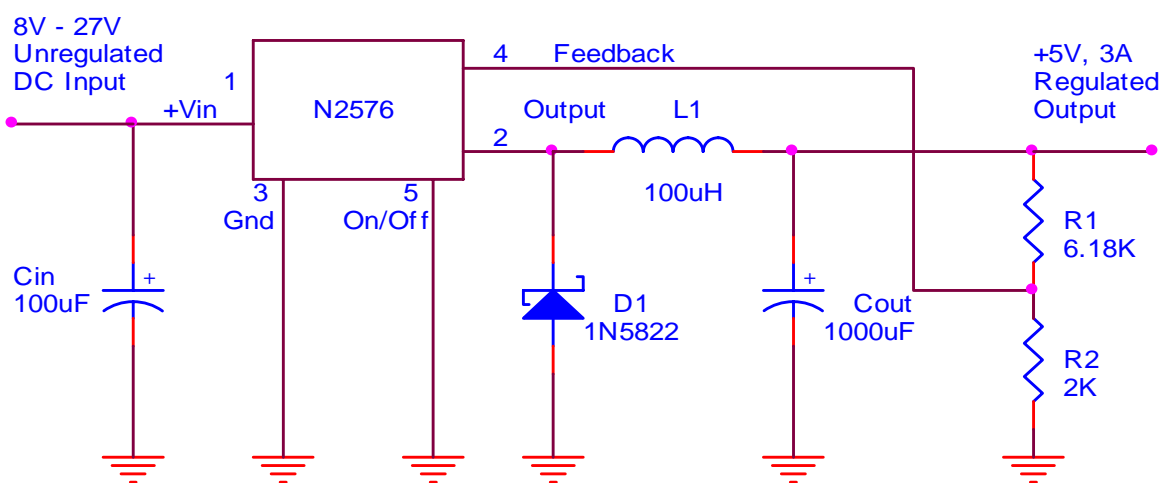 8V - 27V
Unregulated
DC Input
1
+Vin
N2576
4
Feedback
2
Output
L1
100uH
+5V, 3A
Regulated
Output
3
Gnd
5
On/Off
Cin
100uF
+
D1
1N5822
+
Cout
1000uF
R1
6.18K
R2
2K